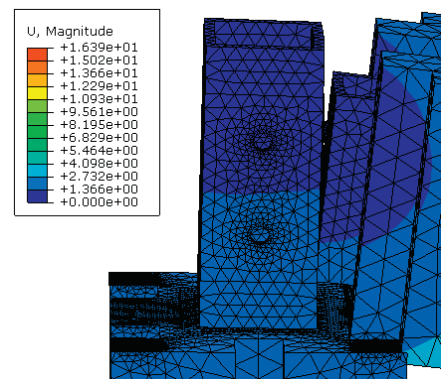 U, Magnitude
+1.639e+01
+1.502e+01
+1.366e+01
+1.229e+01
+1.093e+01
+9.561e+00
+8.195e+00
+6.829e+00
+5.464e+00
+4.098e+00
+2.732e+00
+1.366e+00
+0.000e+00